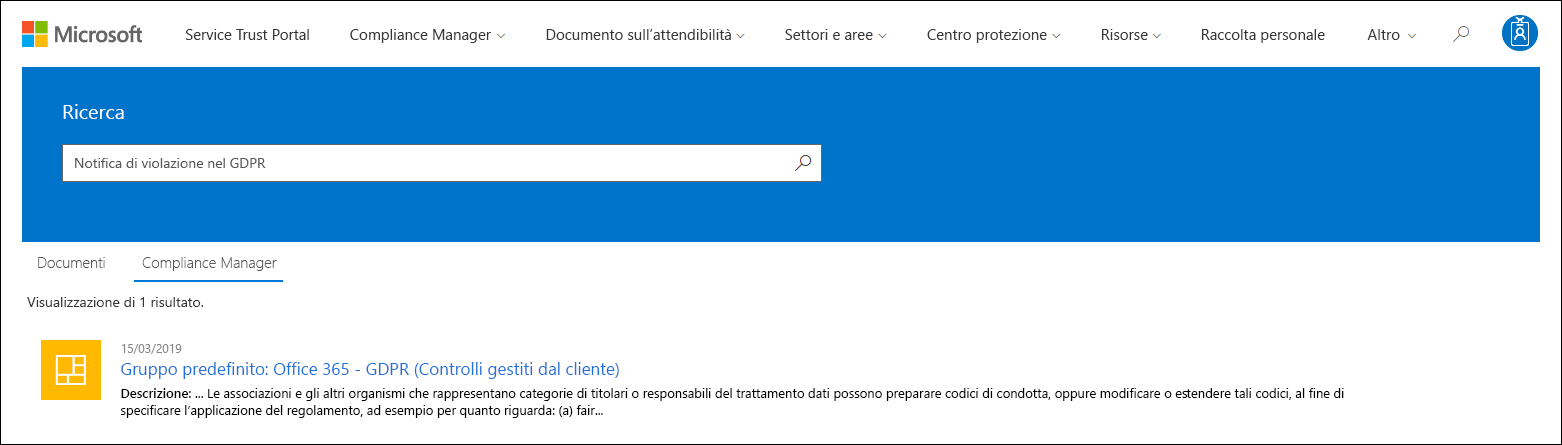 Microsoft Service Trust Portal Compliance Manager Documento sull'attendibilità Settori e aree Centro protezione Risorse Raccolta personale Altro
Ricerca
Notifica di violazione nel GDPR
Documenti Compliance Manager
Visualizzazione di 1 risultato.
15/03/2019
Gruppo predefinito: Office 365 - GDPR (Controlli gestiti dal cliente)
Descrizione: ... Le associazioni e gli altri organismi che rappresentano categorie di titolari o responsabili del trattamento dati possono preparare codici di condotta, oppure modificare o estendere tali codici, al fine di
specificare l'applicazione del regolamento, ad esempio per quanto riguarda: (a) fair...